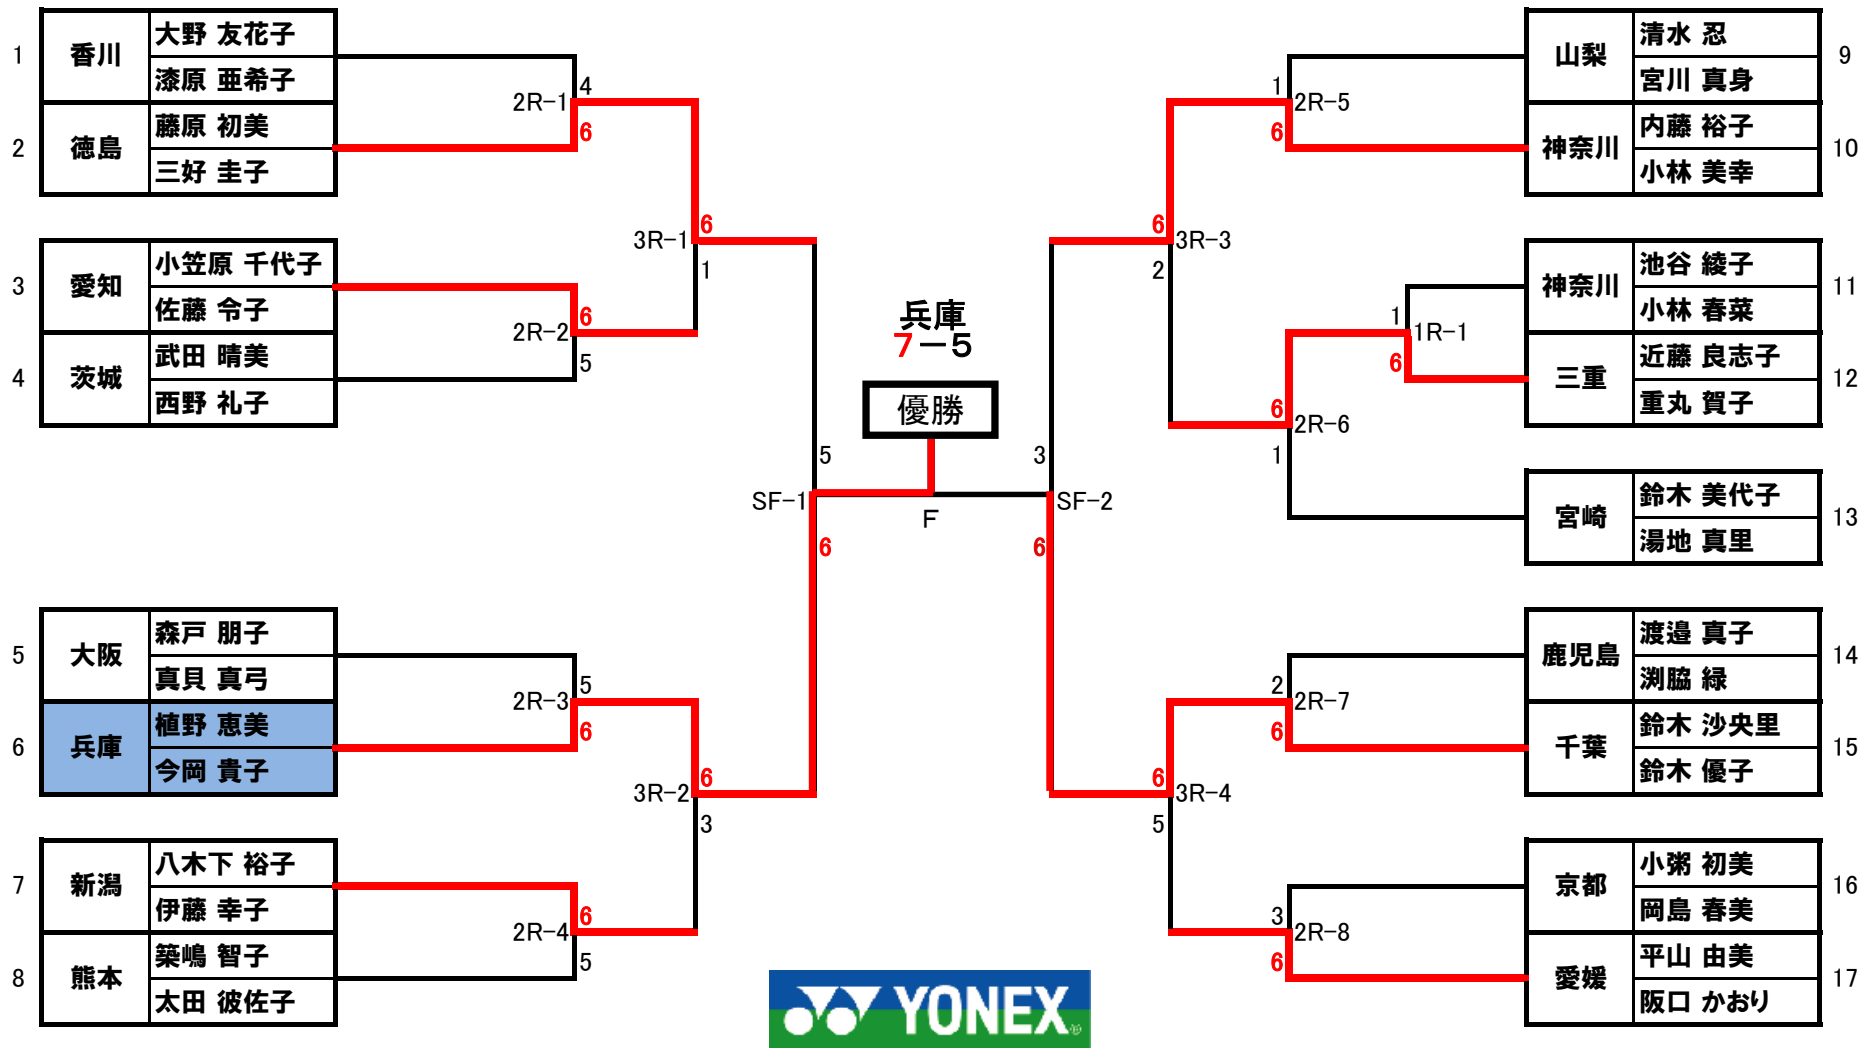 1
香川
大野 友花子
漆原 亜希子
2
徳島
藤原 初美
三好 圭子
4
2R-1
6
3
愛知
小笠原 千代子
佐藤 令子
4
茨城
武田 晴美
西野 礼子
6
2R-2
5
6
3R-1
1
5
大阪
森戸 朋子
真貝 真弓
6
兵庫
植野 恵美
今岡 貴子
5
2R-3
6
7
新潟
八木下 裕子
伊藤 幸子
8
熊本
築嶋 智子
太田 彼佐子
6
2R-4
5
6
3R-2
3
5
SF-1
6
兵庫
7-5
優勝
F
3
SF-2
6
山梨
清水 忍
宮川 真身
9
神奈川
内藤 裕子
小林 美幸
10
1
2R-5
6
6
3R-3
2
神奈川
池谷 綾子
小林 春菜
11
三重
近藤 良志子
重丸 賀子
12
1
1R-1
6
6
2R-6
1
宮崎
鈴木 美代子
湯地 真里
13
鹿児島
渡邉 真子
渕脇 緑
14
千葉
鈴木 沙央里
鈴木 優子
15
2
2R-7
6
6
3R-4
5
京都
小粥 初美
岡島 春美
16
愛媛
平山 由美
阪口 かおり
17
3
2R-8
6
YONEX®